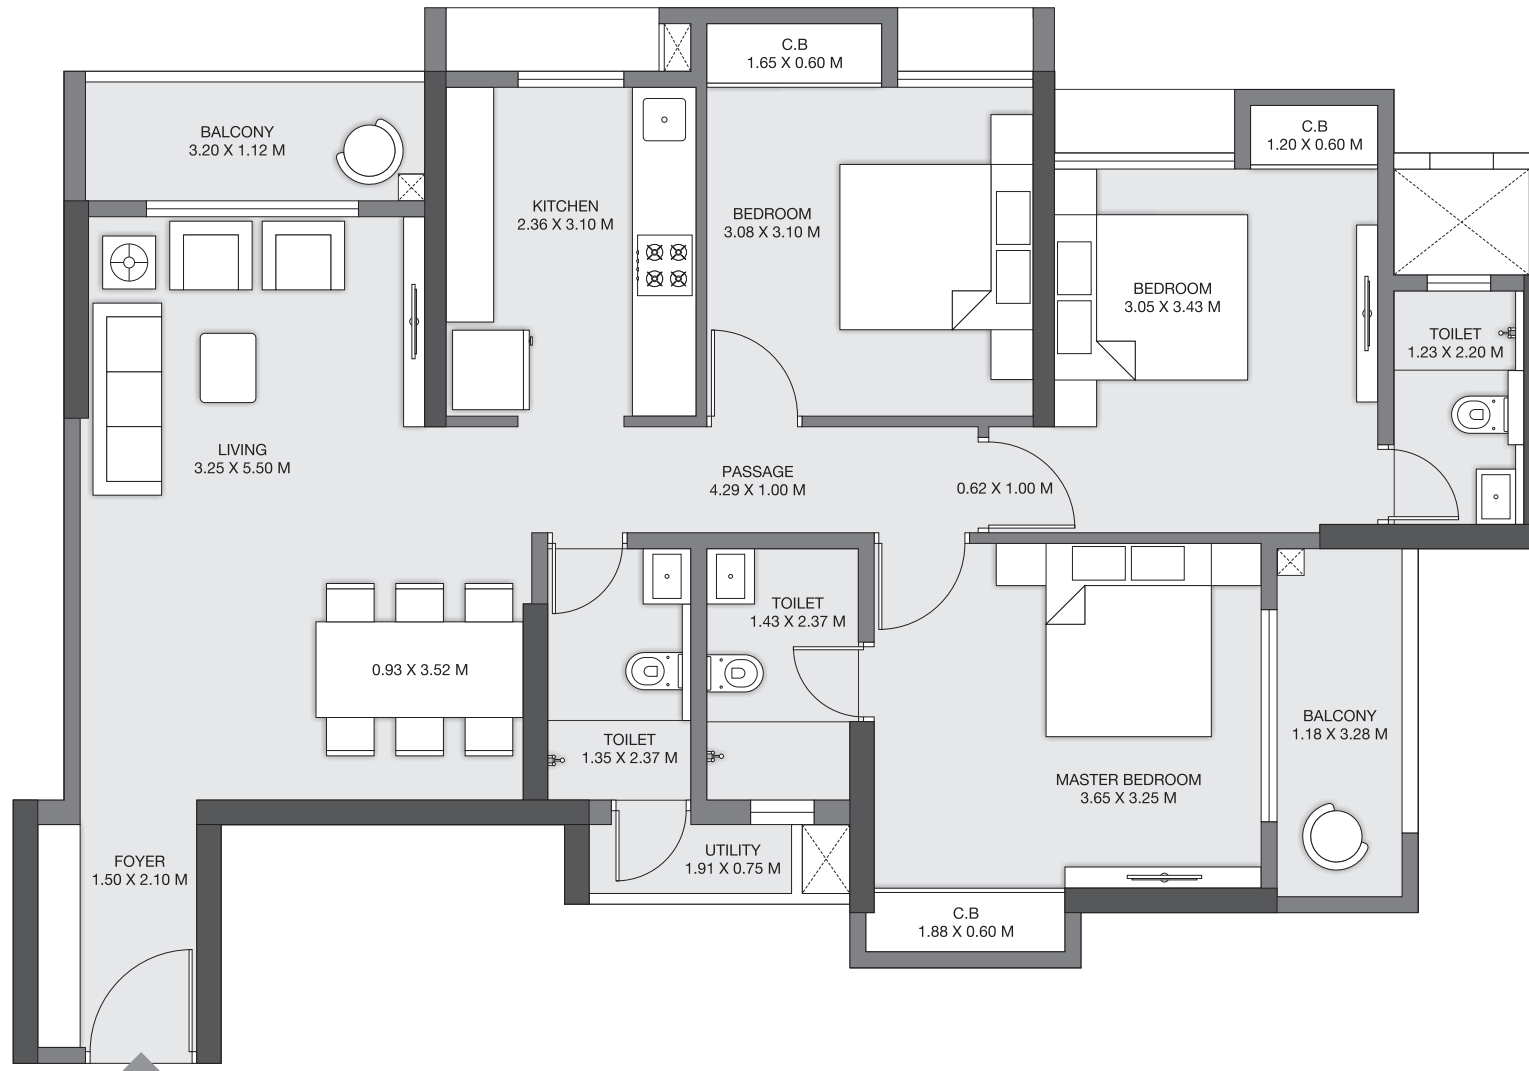 C.B
1.65 X 0.60 M
BALCONY
3.20 X 1.12 M
C.B
1.20 X 0.60 M
KITCHEN
2.36 X 3.10 M
BEDROOM
3.08 X 3.10 M
BEDROOM
3.05 X 3.43 M
TOILET
1.23 X 2.20 M
LIVING
3.25 X 5.50 M
PASSAGE
4.29 X 1.00 M
0.62 X 1.00 M
TOILET
1.43 X 2.37 M
0.93 X 3.52 M
TOILET
1.35 X 2.37 M
BALCONY
1.18 X 3.28 M
MASTER BEDROOM
3.65 X 3.25 M
FOYER
1.50 X 2.10 M
UTILITY
1.91 X 0.75 M
C.B
1.88 X 0.60 M